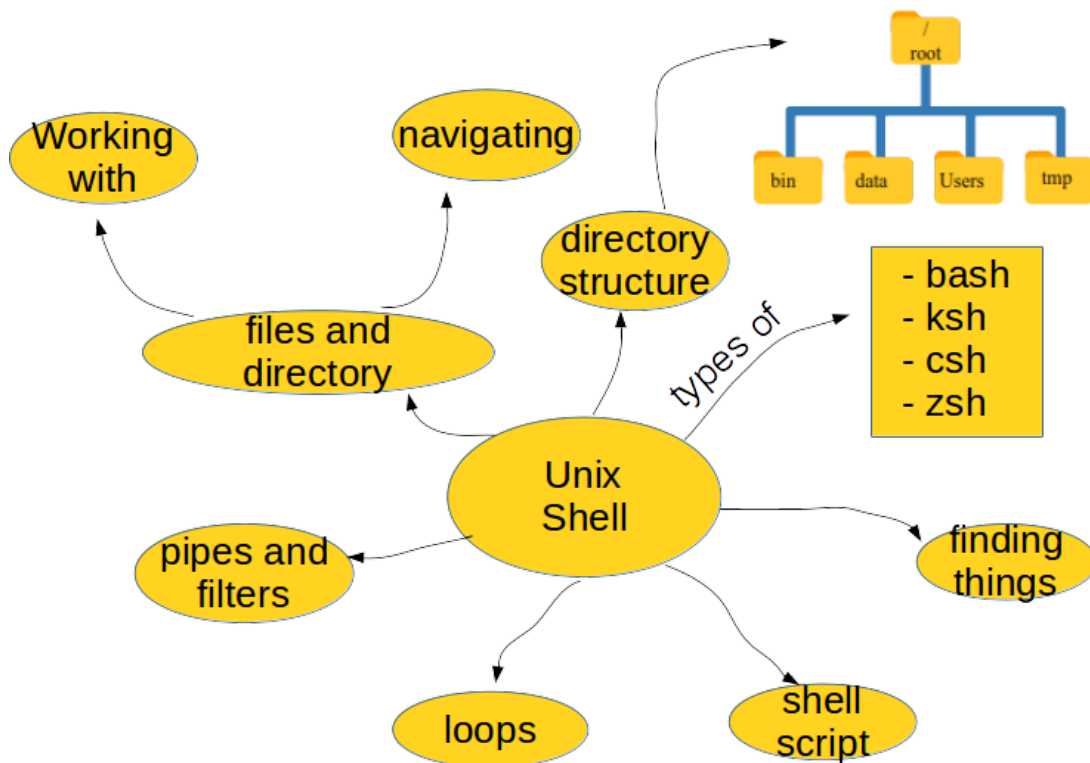 /
root
bin
data
Users
tmp
Working
with
navigating
directory
structure
- bash
- ksh
- csh
- zsh
types of
files and
directory
Unix
Shell
pipes and
filters
finding
things
loops
shell
script